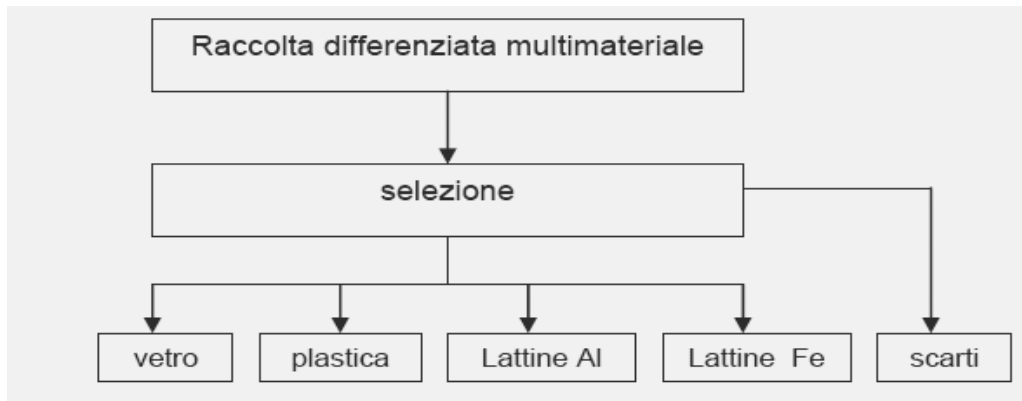 Raccolta differenziata multimateriale
selezione
vetro
plastica
Lattine Al
Lattine Fe
scarti